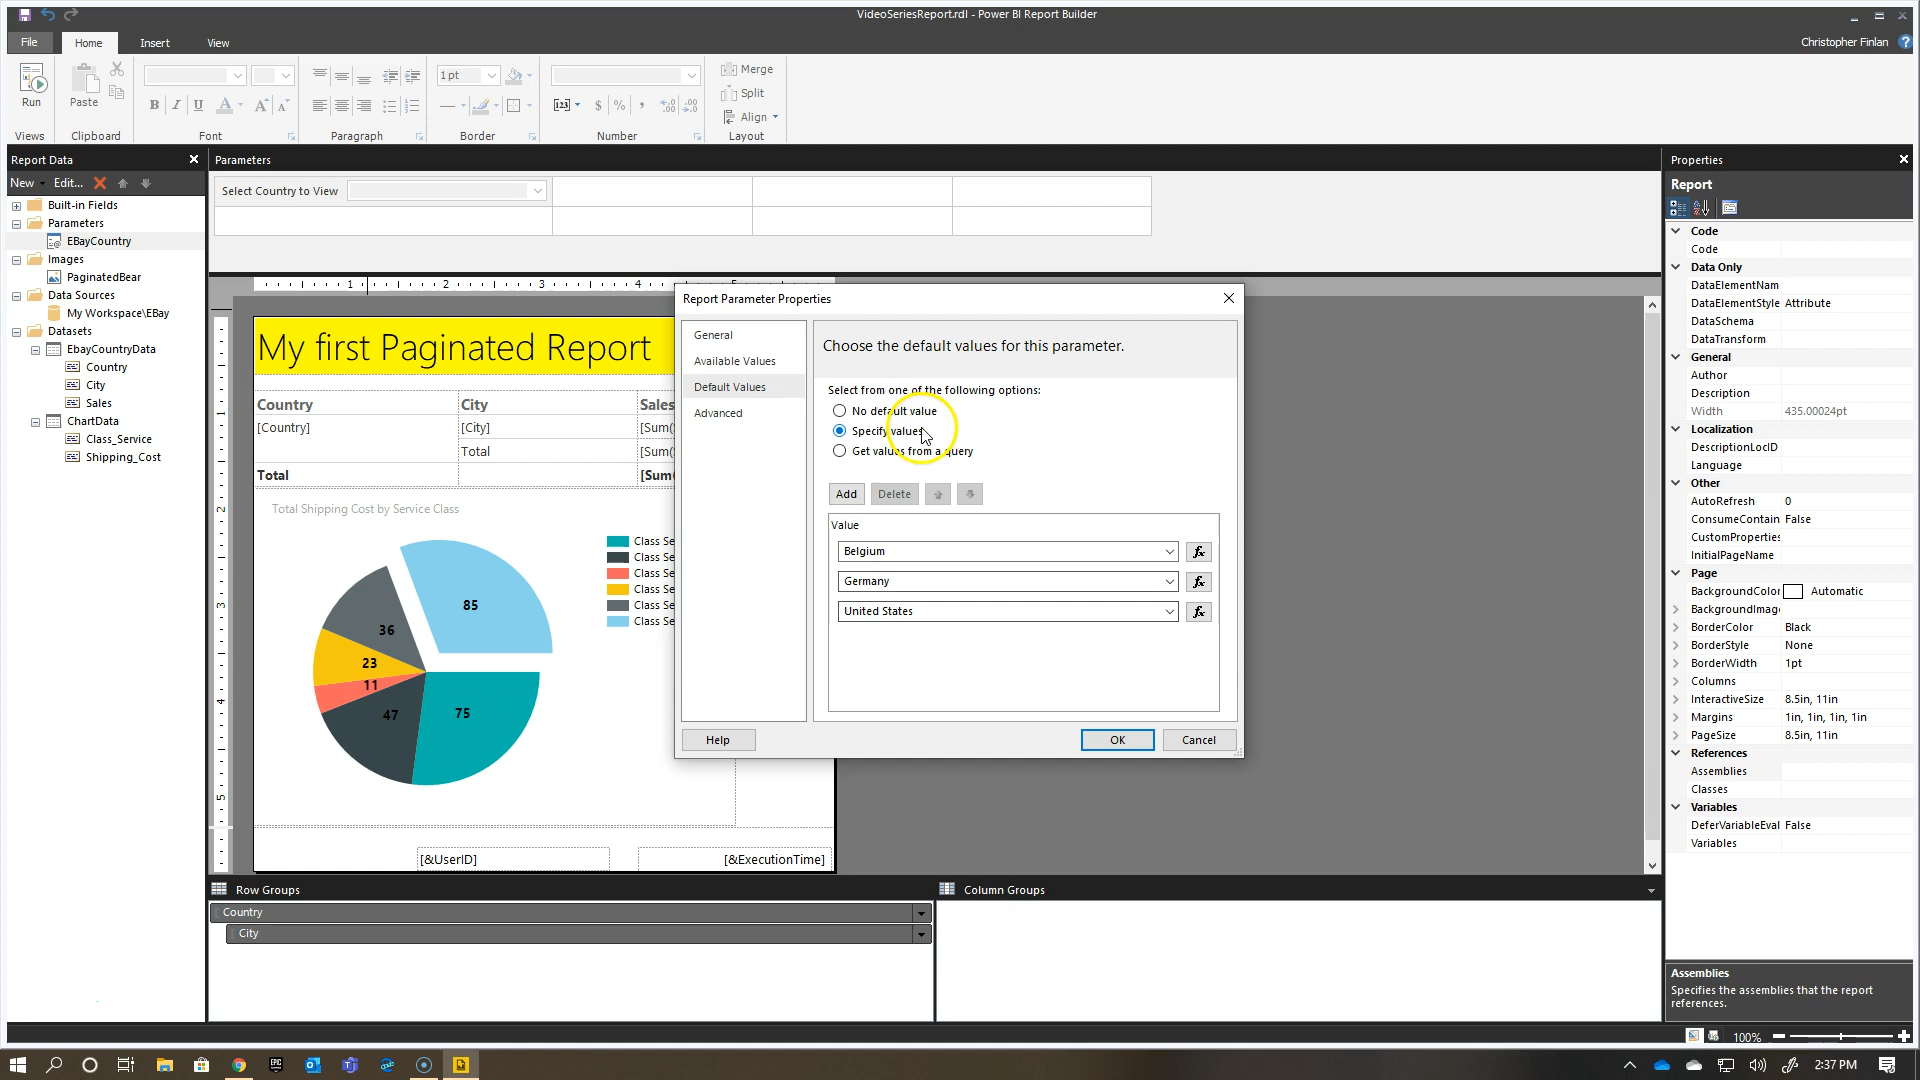 VideoSeriesReport.rdl - Power BI Report Builder
File Home Insert View
Christopher Finlan ?
Run
Paste
1pt
Merge
Split
Align
Views Clipboard Font Paragraph Border Number Layout
Report Data
New Edit...
Built-in Fields
Parameters
EBayCountry
Images
PaginatedBear
Data Sources
My Workspace\EBay
Datasets
EbayCountryData
Country
City
Sales
ChartData
Class_Service
Shipping_Cost
Parameters
Select Country to View
My first Paginated Report
Country City Sales
[Country] [City] [Sum(
Total [Sum(
Total [Sum
Total Shipping Cost by Service Class
Class Se
Class Se
Class Se
Class Se
Class Se
Class Se
85
36
23
11
47
75
[&UserID] [&ExecutionTime]
Report Parameter Properties
General
Available Values
Default Values
Advanced
Choose the default values for this parameter.
Select from one of the following options:
No default value
Specify values
Get values from a query
Add Delete
Value
Belgium fx
Germany fx
United States fx
Help OK Cancel
Row Groups
Country
City
Column Groups
Properties
Report
Code
Code
Data Only
DataElementNam
DataElementStyle Attribute
DataSchema
DataTransform
General
Author
Description
Width 435.00024pt
Localization
DescriptionLocID
Language
Other
AutoRefresh 0
ConsumeContain False
CustomProperties
InitialPageName
Page
BackgroundColor Automatic
BackgroundImage
BorderColor Black
BorderStyle None
BorderWidth 1pt
Columns
InteractiveSize 8.5in, 11in
Margins 1in, 1in, 1in, 1in
PageSize 8.5in, 11in
References
Assemblies
Classes
Variables
DeferVariableEval False
Variables
Assemblies
Specifies the assemblies that the report
references.
100%
2:37 PM